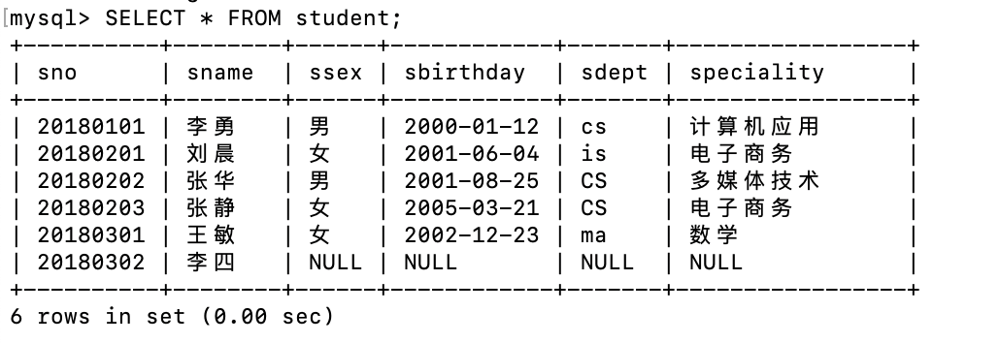 mysql> SELECT * FROM student;
+----------+-------+------+------------+-------+-----------------+
| sno | sname | ssex | sbirthday | sdept | speciality |
+----------+-------+------+------------+-------+-----------------+
| 20180101 | 李勇 | 男 | 2000-01-12 | cs | 计算机应用 |
| 20180201 | 刘晨 | 女 | 2001-06-04 | is | 电子商务 |
| 20180202 | 张华 | 男 | 2001-08-25 | CS | 多媒体技术 |
| 20180203 | 张静 | 女 | 2005-03-21 | CS | 电子商务 |
| 20180301 | 王敏 | 女 | 2002-12-23 | ma | 数学 |
| 20180302 | 李四 | NULL | NULL | NULL | NULL |
+----------+-------+------+------------+-------+-----------------+
6 rows in set (0.00 sec)